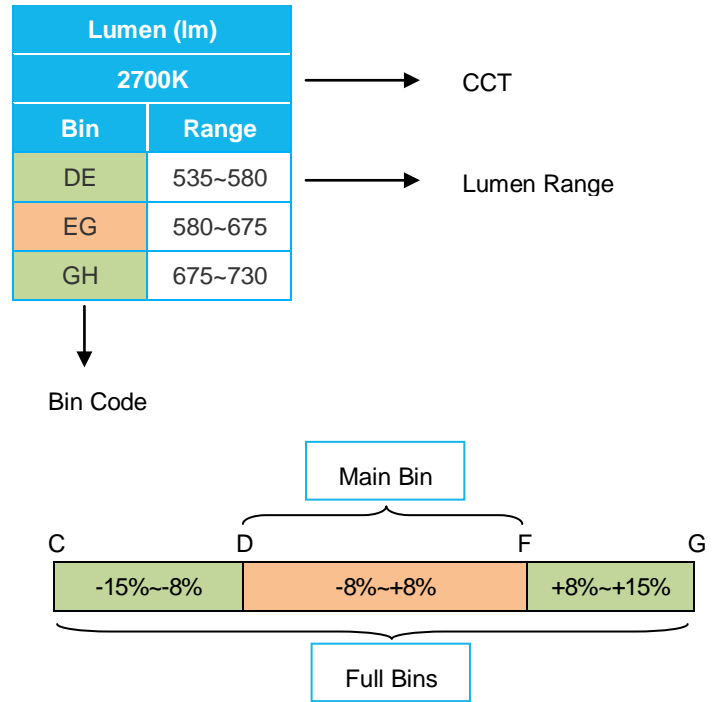 Lumen (lm)
2700K
CCT
Bin Range
DE 535~580
Lumen Range
EG 580~675
GH 675~730
Bin Code
Main Bin
C D F G
-15%~-8% -8%~+8% +8%~+15%
Full Bins